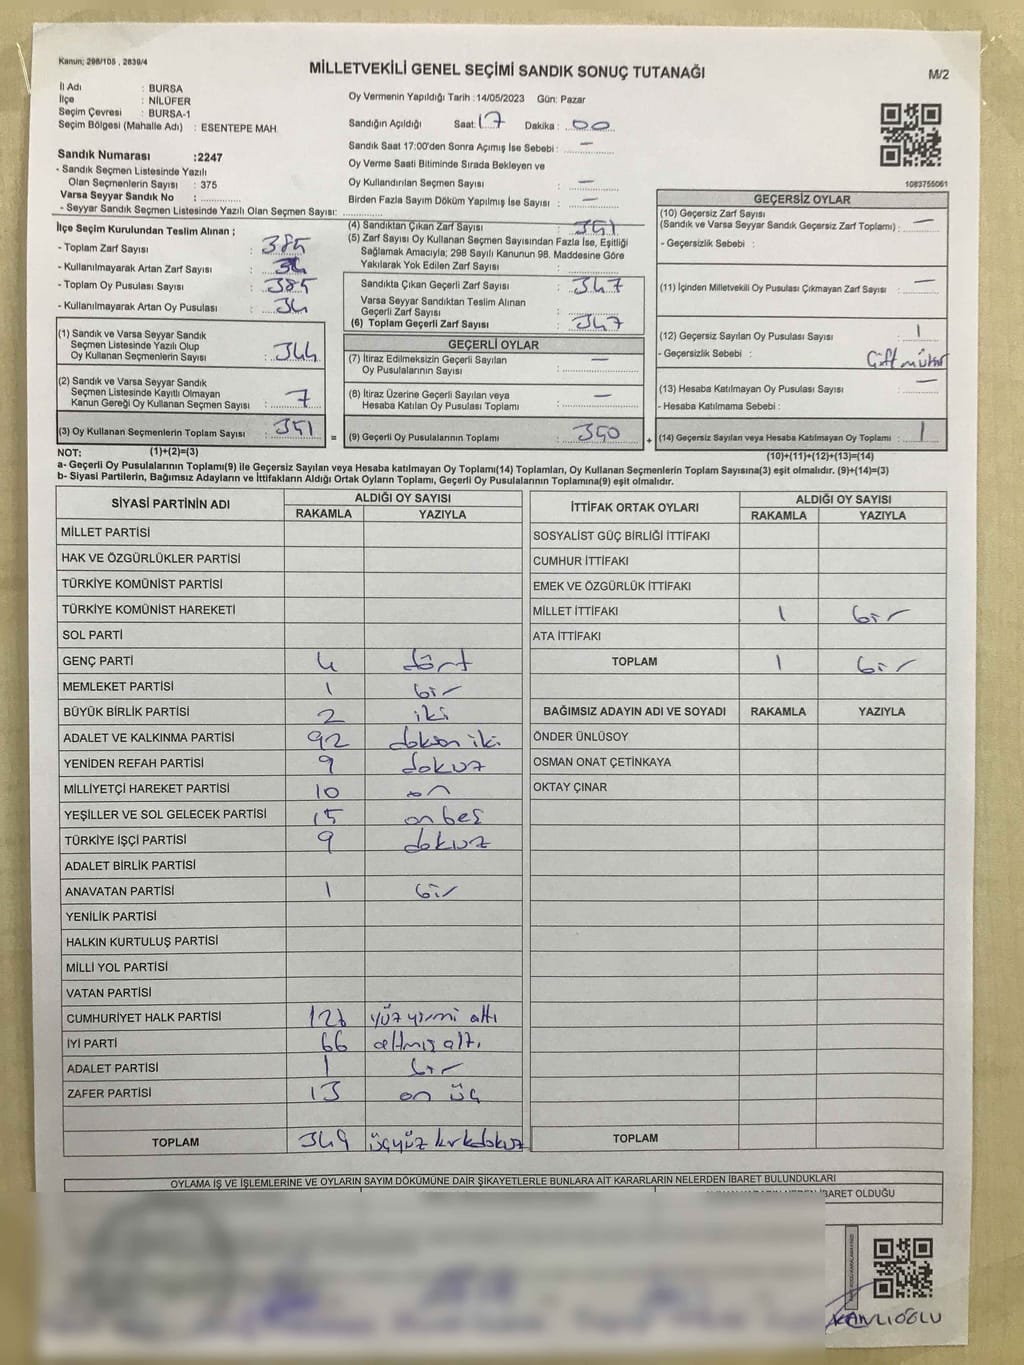 Kanun; 298/105 , 2839/4
MİLLETVEKİLİ GENEL SEÇİMİ SANDIK SONUÇ TUTANAĞI
M/2
İl Adı : BURSA
İlçe : NİLÜFER
Seçim Çevresi : BURSA-1
Seçim Bölgesi (Mahalle Adı) : ESENTEPE MAH.
Oy Vermenin Yapıldığı Tarih :14/05/2023 Gün: Pazar
Sandığın Açıldığı Saat: 17 Dakika : 00
Sandık Saat 17:00'den Sonra Açımış İse Sebebi : —
Oy Verme Saati Bitiminde Sırada Bekleyen ve
Oy Kullandırılan Seçmen Sayısı : —
Birden Fazla Sayım Döküm Yapılmış İse Sayısı : —
Sandık Numarası :2247
- Sandık Seçmen Listesinde Yazılı
Olan Seçmenlerin Sayısı : 375
Varsa Seyyar Sandık No :
- Seyyar Sandık Seçmen Listesinde Yazılı Olan Seçmen Sayısı:
1083755061
İlçe Seçim Kurulundan Teslim Alınan ;
- Toplam Zarf Sayısı : 385
- Kullanılmayarak Artan Zarf Sayısı : 34
- Toplam Oy Pusulası Sayısı : 385
- Kullanılmayarak Artan Oy Pusulası : 34
(1) Sandık ve Varsa Seyyar Sandık
Seçmen Listesinde Yazılı Olup
Oy Kullanan Seçmenlerin Sayısı : 344
(2) Sandık ve Varsa Seyyar Sandık
Seçmen Listesinde Kayıtlı Olmayan
Kanun Gereği Oy Kullanan Seçmen Sayısı : 7
(3) Oy Kullanan Seçmenlerin Toplam Sayısı : 351
(4) Sandıktan Çıkan Zarf Sayısı : 351
(5) Zarf Sayısı Oy Kullanan Seçmen Sayısından Fazla İse, Eşitliği
Sağlamak Amacıyla; 298 Sayılı Kanunun 98. Maddesine Göre
Yakılarak Yok Edilen Zarf Sayısı :
Sandıkta Çıkan Geçerli Zarf Sayısı : 347
Varsa Seyyar Sandıktan Teslim Alınan
Geçerli Zarf Sayısı :
(6) Toplam Geçerli Zarf Sayısı : 347
GEÇERLİ OYLAR
(7) İtiraz Edilmeksizin Geçerli Sayılan
Oy Pusulalarının Sayısı : —
(8) İtiraz Üzerine Geçerli Sayılan veya
Hesaba Katılan Oy Pusulası Toplamı : —
= (9) Geçerli Oy Pusulalarının Toplamı : 350
GEÇERSİZ OYLAR
(10) Geçersiz Zarf Sayısı
(Sandık ve Varsa Seyyar Sandık Geçersiz Zarf Toplamı) : —
- Geçersizlik Sebebi :
(11) İçinden Milletvekili Oy Pusulası Çıkmayan Zarf Sayısı : —
(12) Geçersiz Sayılan Oy Pusulası Sayısı : 1
- Geçersizlik Sebebi : Çift mühür
(13) Hesaba Katılmayan Oy Pusulası Sayısı : —
- Hesaba Katılmama Sebebi :
+ (14) Geçersiz Sayılan veya Hesaba Katılmayan Oy Toplamı : 1
NOT: (1)+(2)=(3) (10)+(11)+(12)+(13)=(14)
a- Geçerli Oy Pusulalarının Toplamı(9) ile Geçersiz Sayılan veya Hesaba katılmayan Oy Toplamı(14) Toplamları, Oy Kullanan Seçmenlerin Toplam Sayısına(3) eşit olmalıdır. (9)+(14)=(3)
b- Siyasi Partilerin, Bağımsız Adayların ve İttifakların Aldığı Ortak Oyların Toplamı, Geçerli Oy Pusulalarının Toplamına(9) eşit olmalıdır.
SİYASİ PARTİNİN ADI ALDIĞI OY SAYISI
RAKAMLA YAZIYLA
MİLLET PARTİSİ
HAK VE ÖZGÜRLÜKLER PARTİSİ
TÜRKİYE KOMÜNİST PARTİSİ
TÜRKİYE KOMÜNİST HAREKETİ
SOL PARTİ
GENÇ PARTİ 4 dört
MEMLEKET PARTİSİ 1 bir
BÜYÜK BİRLİK PARTİSİ 2 iki
ADALET VE KALKINMA PARTİSİ 92 doksan iki
YENİDEN REFAH PARTİSİ 9 dokuz
MİLLİYETÇİ HAREKET PARTİSİ 10 on
YEŞİLLER VE SOL GELECEK PARTİSİ 15 onbeş
TÜRKİYE İŞÇİ PARTİSİ 9 dokuz
ADALET BİRLİK PARTİSİ
ANAVATAN PARTİSİ 1 bir
YENİLİK PARTİSİ
HALKIN KURTULUŞ PARTİSİ
MİLLİ YOL PARTİSİ
VATAN PARTİSİ
CUMHURİYET HALK PARTİSİ 126 yüzyirmi altı
İYİ PARTİ 66 altmış altı
ADALET PARTİSİ 1 bir
ZAFER PARTİSİ 13 on üç
TOPLAM 349 üçyüz kırkdokuz
İTTİFAK ORTAK OYLARI ALDIĞI OY SAYISI
RAKAMLA YAZIYLA
SOSYALİST GÜÇ BİRLİĞİ İTTİFAKI
CUMHUR İTTİFAKI
EMEK VE ÖZGÜRLÜK İTTİFAKI
MİLLET İTTİFAKI 1 bir
ATA İTTİFAKI
TOPLAM 1 bir
BAĞIMSIZ ADAYIN ADI VE SOYADI RAKAMLA YAZIYLA
ÖNDER ÜNLÜSOY
OSMAN ONAT ÇETİNKAYA
OKTAY ÇINAR
TOPLAM
OYLAMA İŞ VE İŞLEMLERİNE VE OYLARIN SAYIM DÖKÜMÜNE DAİR ŞİKAYETLERLE BUNLARA AİT KARARLARIN NELERDEN İBARET BULUNDUKLARI
İBARET OLDUĞU